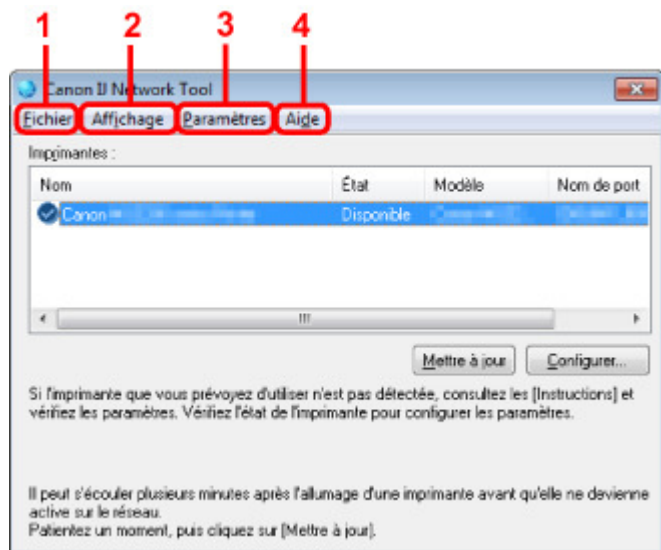 1 2 3 4
Canon IJ Network Tool
Fichier Affichage Paramètres Aide
Imprimantes :
Nom État Modèle Nom de port
Canon Disponible
Mettre à jour Configurer...
Si l'imprimante que vous prévoyez d'utiliser n'est pas détectée, consultez les [Instructions] et
vérifiez les paramètres. Vérifiez l'état de l'imprimante pour configurer les paramètres.
Il peut s'écouler plusieurs minutes après l'allumage d'une imprimante avant qu'elle ne devienne
active sur le réseau.
Patientez un moment, puis cliquez sur [Mettre à jour].